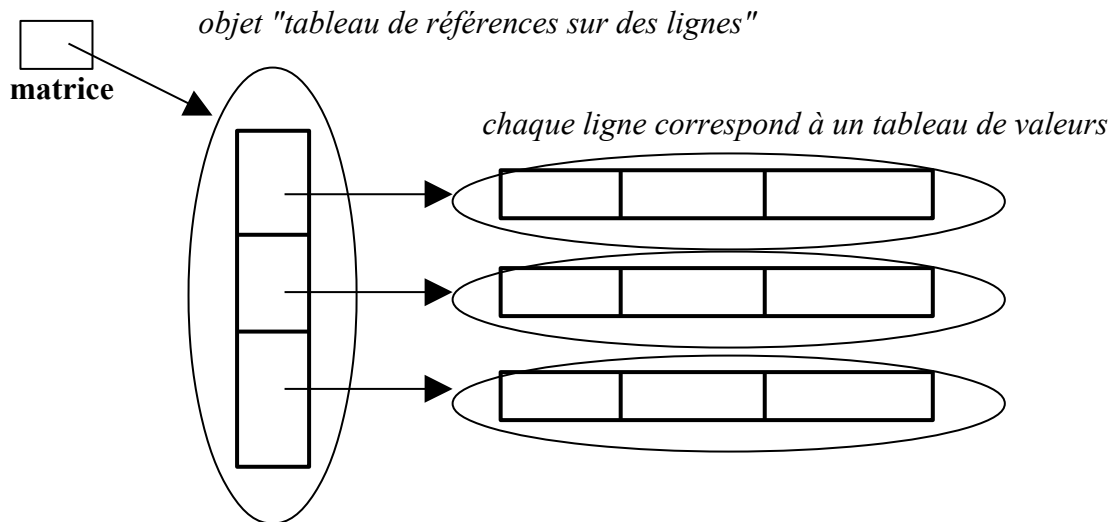 objet "tableau de références sur des lignes"
matrice
chaque ligne correspond à un tableau de valeurs